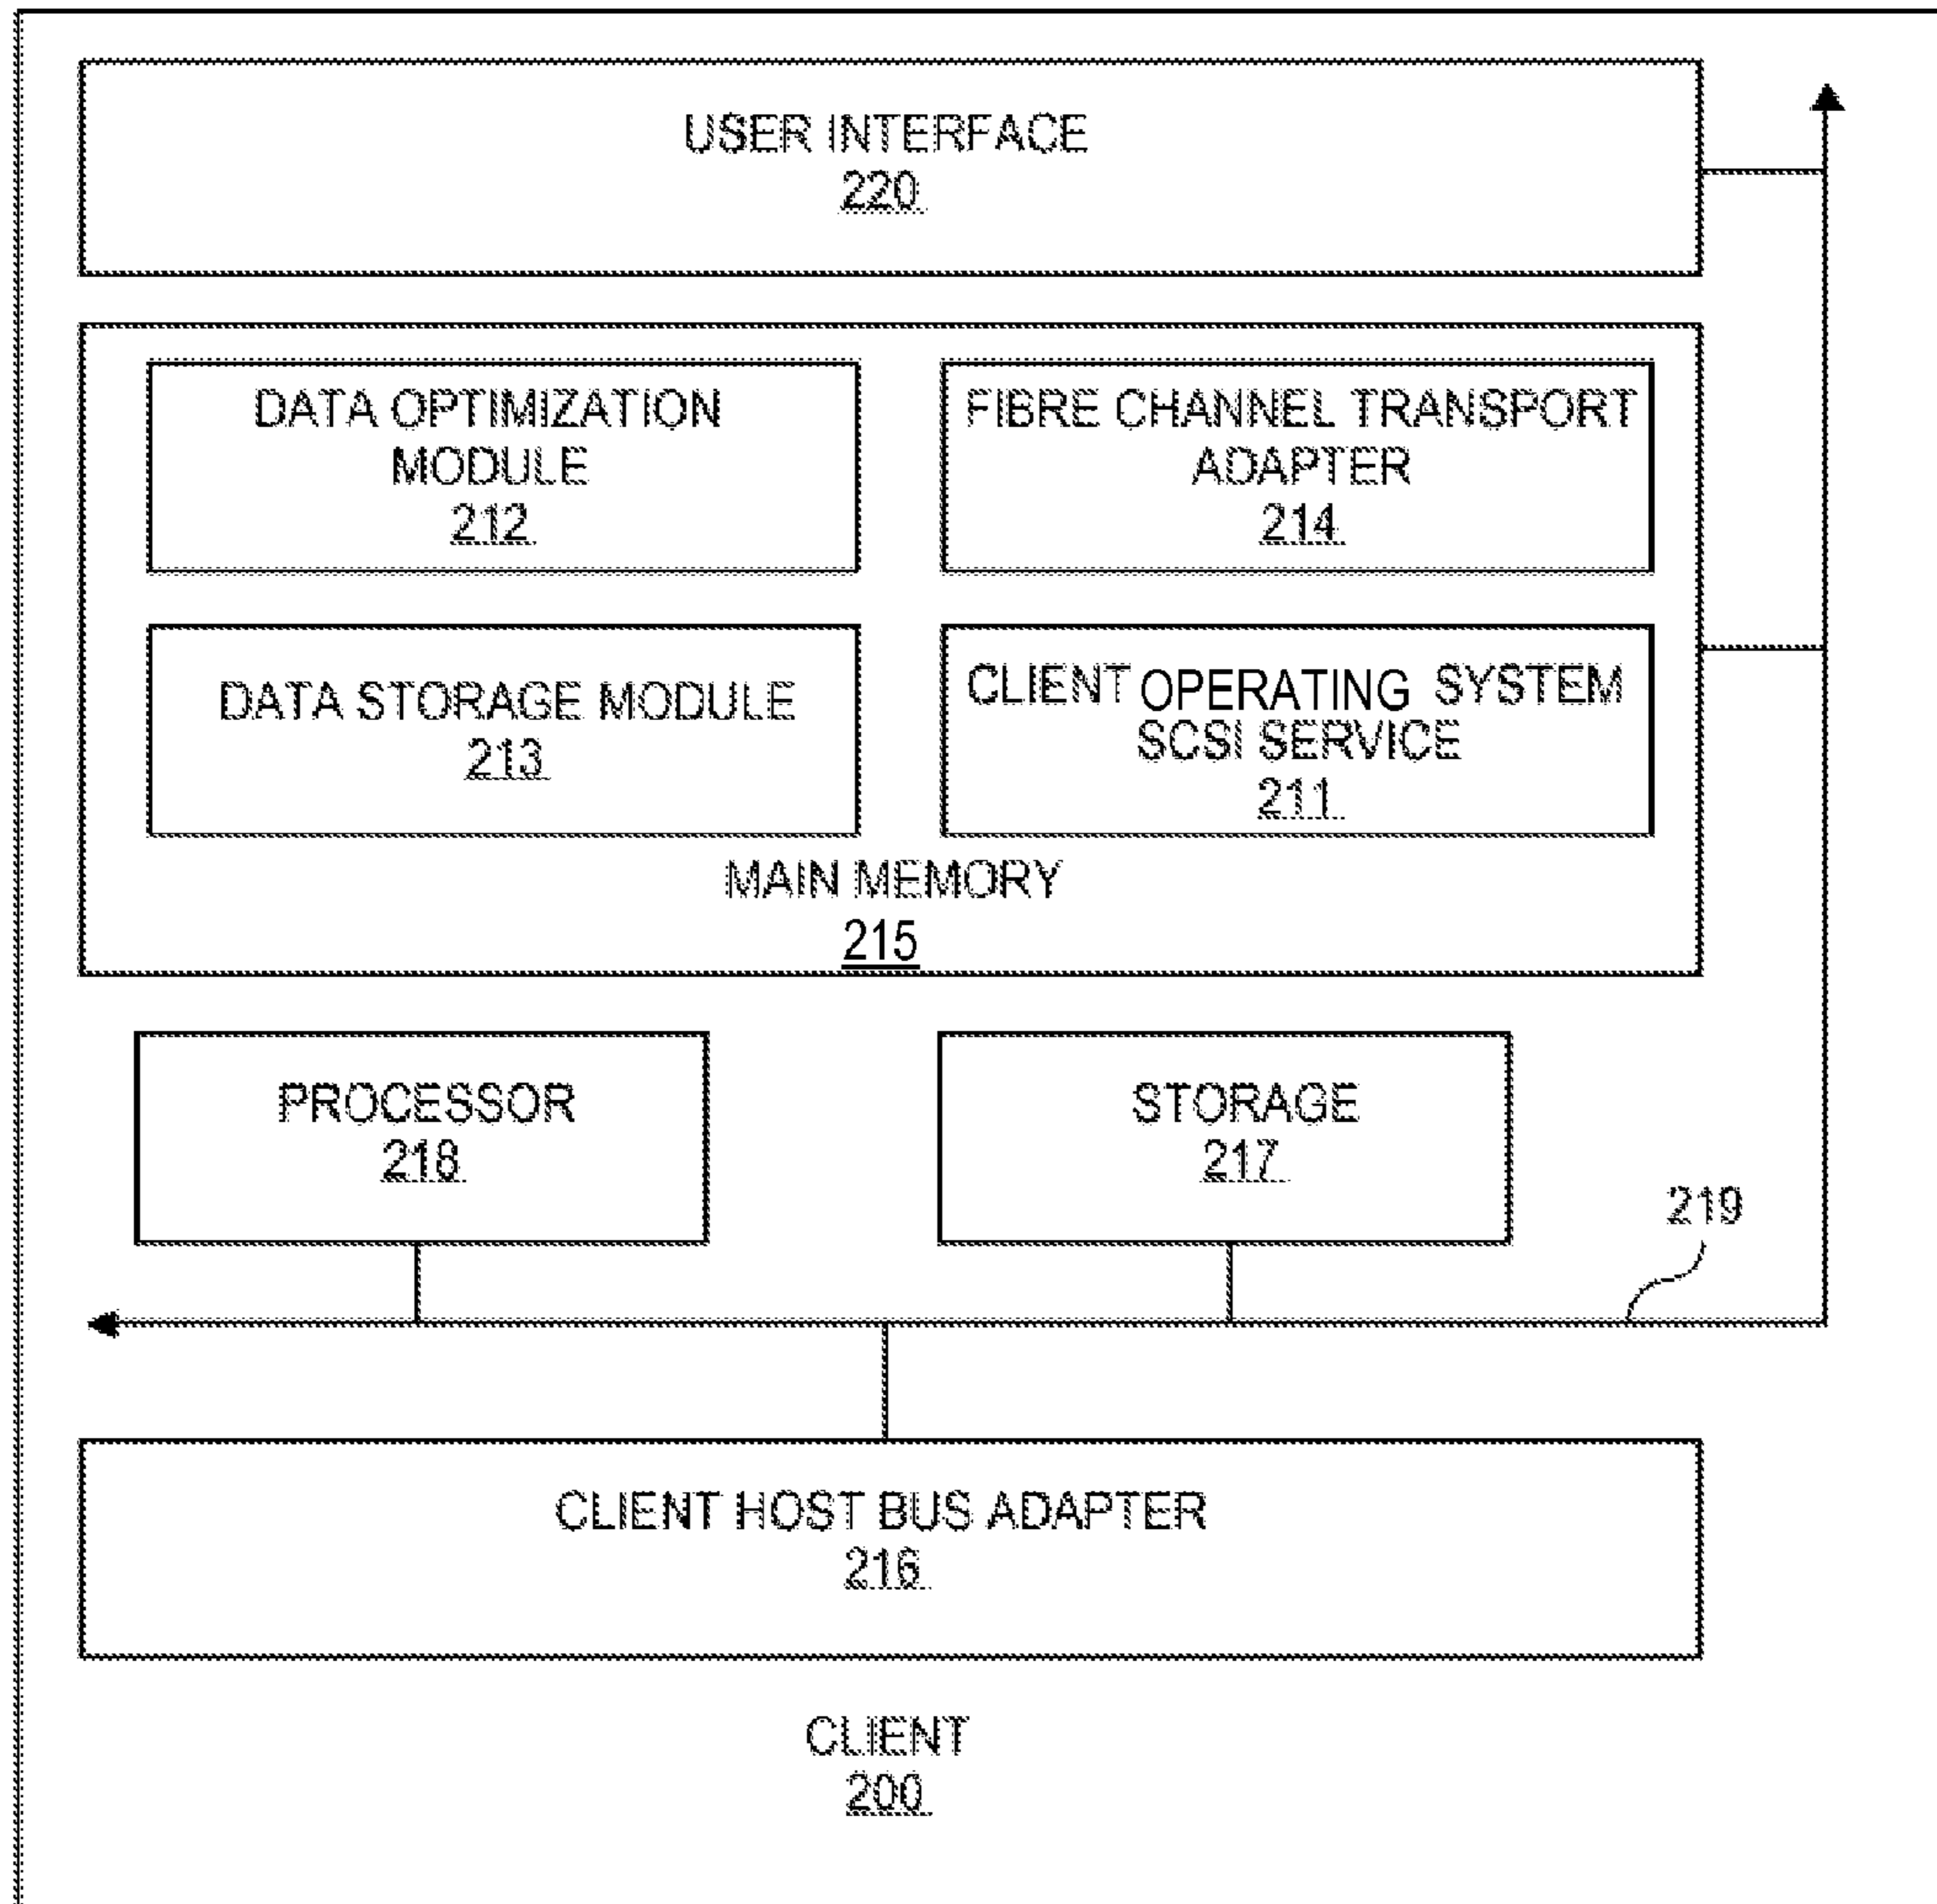 USER INTERFACE
220
DATA OPTIMIZATION
MODULE
212
FIBRE CHANNEL TRANSPORT
ADAPTER
214
DATA STORAGE MODULE
213
CLIENT OPERATING SYSTEM
SCSI SERVICE
211
MAIN MEMORY
215
PROCESSOR
218
STORAGE
217
219
CLIENT HOST BUS ADAPTER
216
CLIENT
200